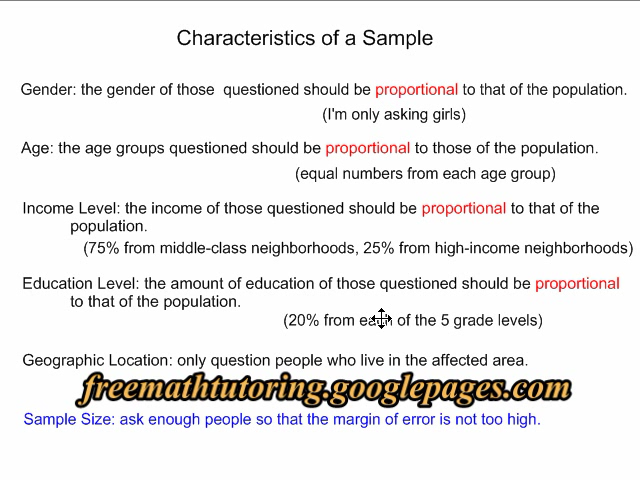 Characteristics of a Sample
Gender: the gender of those questioned should be proportional to that of the population.
(I'm only asking girls)
Age: the age groups questioned should be proportional to those of the population.
(equal numbers from each age group)
Income Level: the income of those questioned should be proportional to that of the
population.
(75% from middle-class neighborhoods, 25% from high-income neighborhoods)
Education Level: the amount of education of those questioned should be proportional
to that of the population.
(20% from each of the 5 grade levels)
Geographic Location: only question people who live in the affected area.
freemathtutoring.googlepages.com
Sample Size: ask enough people so that the margin of error is not too high.